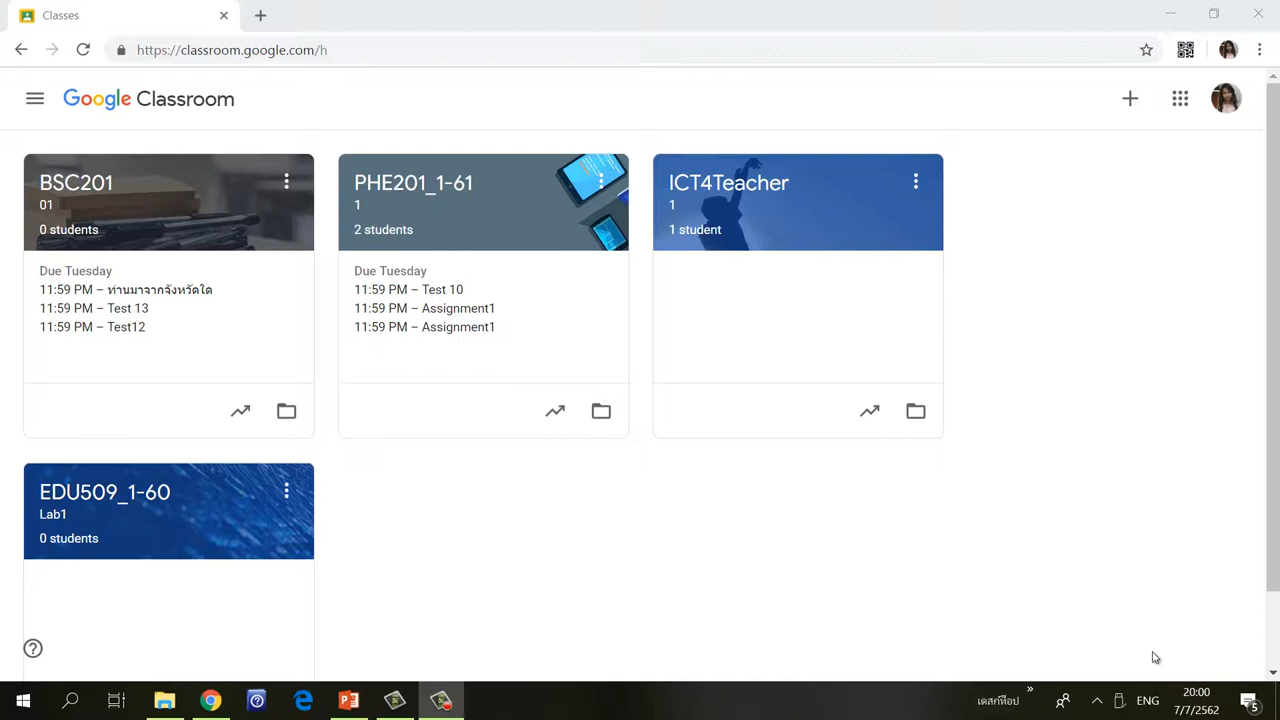 Classes
https://classroom.google.com/h
Google Classroom
BSC201
01
0 students
Due Tuesday
11:59 PM – ท่านมาจากจังหวัดใด
11:59 PM – Test 13
11:59 PM – Test12
PHE201_1-61
1
2 students
Due Tuesday
11:59 PM – Test 10
11:59 PM – Assignment1
11:59 PM – Assignment1
ICT4Teacher
1
1 student
EDU509_1-60
Lab1
0 students
เดสก์ท็อป
ENG
20:00
7/7/2562
5